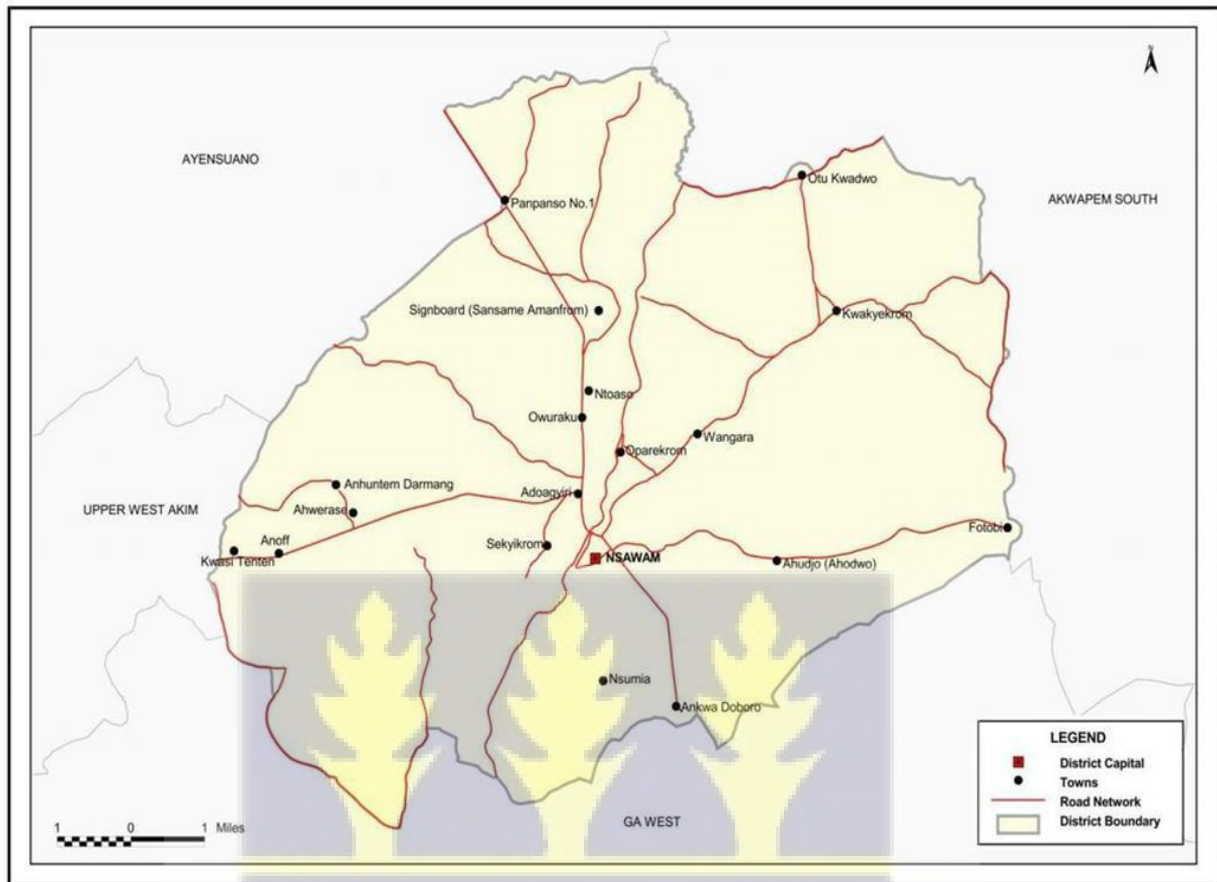 N
AYENSUANO
Otu Kwadwo
AKWAPEM SOUTH
Panpanso No.1
Signboard (Sansame Amanfrom)
Kwakyekrom
Ntoaso
Owuraku
Wangara
Oparekrom
Anhuntem Darmang
Adoagyiri
UPPER WEST AKIM
Ahwerase
Fotobi
Anoff
Sekyikrom
Kwasi Tenten
NSAWAM
Ahudjo (Ahodwo)
Nsumia
Ankwa Doboro
GA WEST
1 0 1 Miles
LEGEND
District Capital
Towns
Road Network
District Boundary